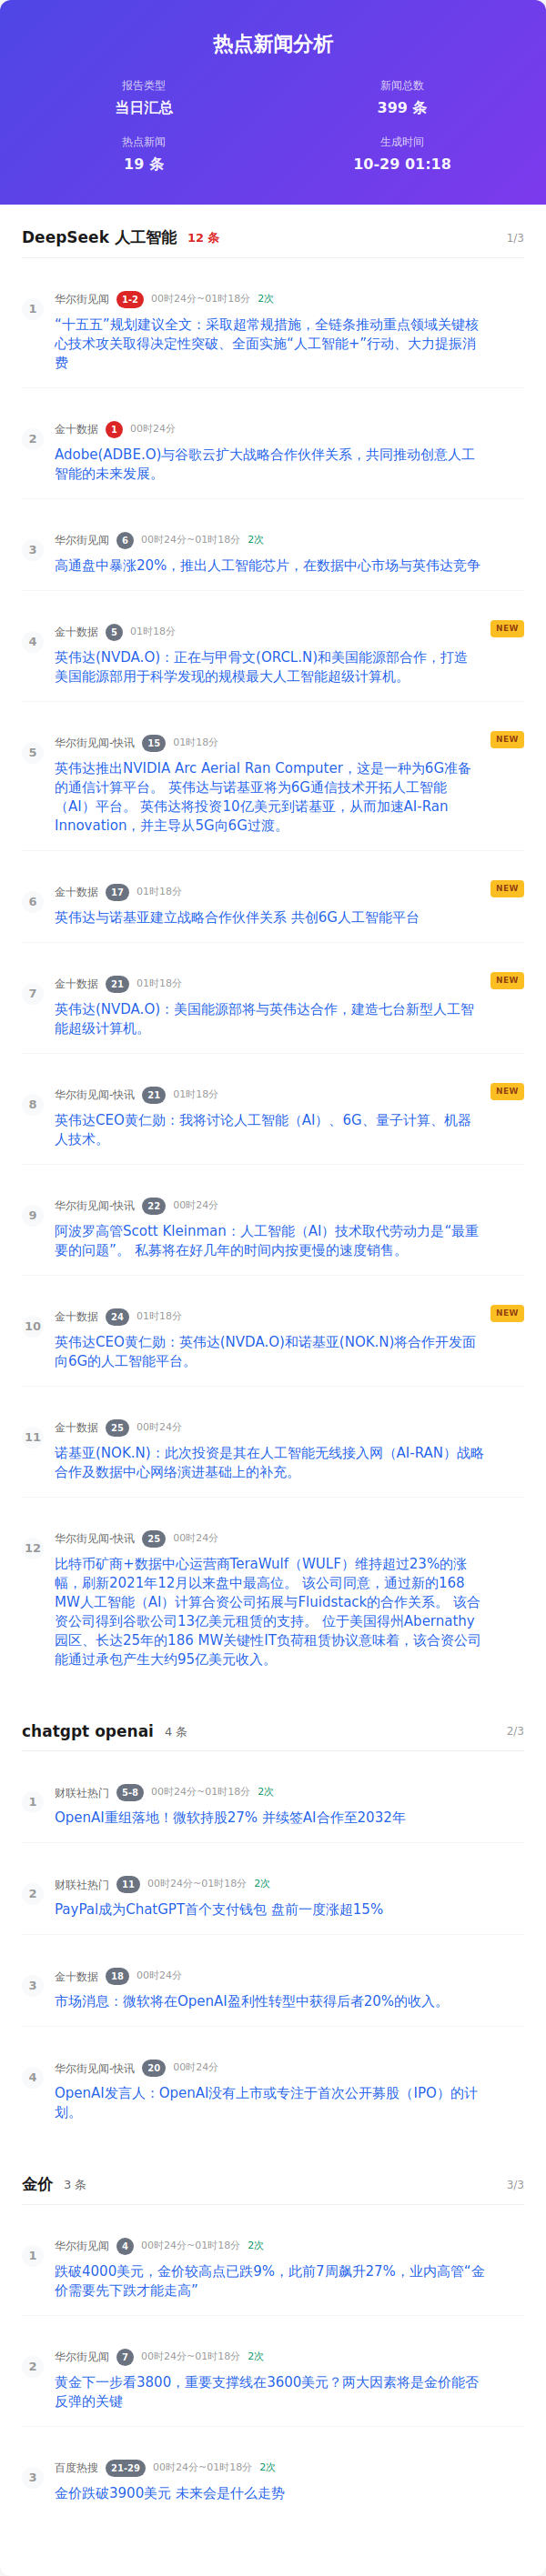 热点新闻分析
报告类型
当日汇总
新闻总数
399 条
热点新闻
19 条
生成时间
10-29 01:18
DeepSeek 人工智能 12 条 1/3
1
华尔街见闻 1-2 00时24分~01时18分 2次
“十五五”规划建议全文：采取超常规措施，全链条推动重点领域关键核
心技术攻关取得决定性突破、全面实施“人工智能+”行动、大力提振消
费
2
金十数据 1 00时24分
Adobe(ADBE.O)与谷歌云扩大战略合作伙伴关系，共同推动创意人工
智能的未来发展。
3
华尔街见闻 6 00时24分~01时18分 2次
高通盘中暴涨20%，推出人工智能芯片，在数据中心市场与英伟达竞争
4
金十数据 5 01时18分 NEW
英伟达(NVDA.O)：正在与甲骨文(ORCL.N)和美国能源部合作，打造
美国能源部用于科学发现的规模最大人工智能超级计算机。
5
华尔街见闻-快讯 15 01时18分 NEW
英伟达推出NVIDIA Arc Aerial Ran Computer，这是一种为6G准备
的通信计算平台。 英伟达与诺基亚将为6G通信技术开拓人工智能
（AI）平台。 英伟达将投资10亿美元到诺基亚，从而加速AI-Ran
Innovation，并主导从5G向6G过渡。
6
金十数据 17 01时18分 NEW
英伟达与诺基亚建立战略合作伙伴关系 共创6G人工智能平台
7
金十数据 21 01时18分 NEW
英伟达(NVDA.O)：美国能源部将与英伟达合作，建造七台新型人工智
能超级计算机。
8
华尔街见闻-快讯 21 01时18分 NEW
英伟达CEO黄仁勋：我将讨论人工智能（AI）、6G、量子计算、机器
人技术。
9
华尔街见闻-快讯 22 00时24分
阿波罗高管Scott Kleinman：人工智能（AI）技术取代劳动力是“最重
要的问题”。 私募将在好几年的时间内按更慢的速度销售。
10
金十数据 24 01时18分 NEW
英伟达CEO黄仁勋：英伟达(NVDA.O)和诺基亚(NOK.N)将合作开发面
向6G的人工智能平台。
11
金十数据 25 00时24分
诺基亚(NOK.N)：此次投资是其在人工智能无线接入网（AI-RAN）战略
合作及数据中心网络演进基础上的补充。
12
华尔街见闻-快讯 25 00时24分
比特币矿商+数据中心运营商TeraWulf（WULF）维持超过23%的涨
幅，刷新2021年12月以来盘中最高位。 该公司同意，通过新的168
MW人工智能（AI）计算合资公司拓展与Fluidstack的合作关系。 该合
资公司得到谷歌公司13亿美元租赁的支持。 位于美国得州Abernathy
园区、长达25年的186 MW关键性IT负荷租赁协议意味着，该合资公司
能通过承包产生大约95亿美元收入。
chatgpt openai 4 条 2/3
1
财联社热门 5-8 00时24分~01时18分 2次
OpenAI重组落地！微软持股27% 并续签AI合作至2032年
2
财联社热门 11 00时24分~01时18分 2次
PayPal成为ChatGPT首个支付钱包 盘前一度涨超15%
3
金十数据 18 00时24分
市场消息：微软将在OpenAI盈利性转型中获得后者20%的收入。
4
华尔街见闻-快讯 20 00时24分
OpenAI发言人：OpenAI没有上市或专注于首次公开募股（IPO）的计
划。
金价 3 条 3/3
1
华尔街见闻 4 00时24分~01时18分 2次
跌破4000美元，金价较高点已跌9%，此前7周飙升27%，业内高管“金
价需要先下跌才能走高”
2
华尔街见闻 7 00时24分~01时18分 2次
黄金下一步看3800，重要支撑线在3600美元？两大因素将是金价能否
反弹的关键
3
百度热搜 21-29 00时24分~01时18分 2次
金价跌破3900美元 未来会是什么走势